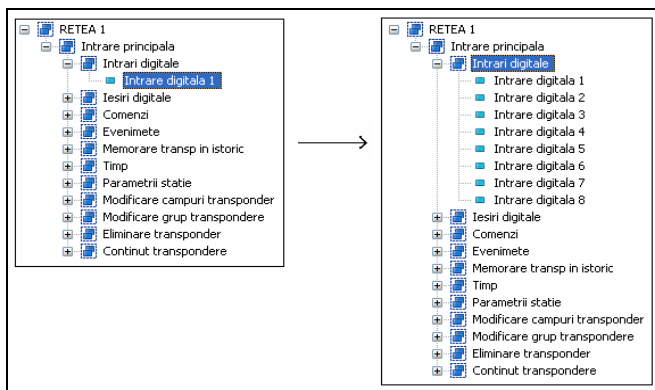 RETEA 1
Intrare principala
Intrari digitale
Intrare digitala 1
Iesiri digitale
Comenzi
Evenimete
Memorare transp in istoric
Timp
Parametrii statie
Modificare campuri transponder
Modificare grup transpondere
Eliminare transponder
Continut transpondere
RETEA 1
Intrare principala
Intrari digitale
Intrare digitala 1
Intrare digitala 2
Intrare digitala 3
Intrare digitala 4
Intrare digitala 5
Intrare digitala 6
Intrare digitala 7
Intrare digitala 8
Iesiri digitale
Comenzi
Evenimete
Memorare transp in istoric
Timp
Parametrii statie
Modificare campuri transponder
Modificare grup transpondere
Eliminare transponder
Continut transpondere